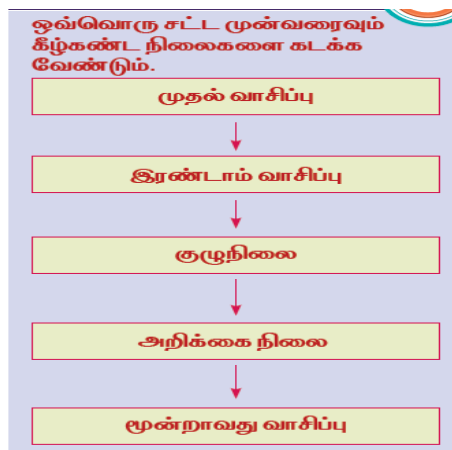 ஒவ்வொரு சட்ட முன்வரைவும்
கீழ்கண்ட நிலைகளை கடக்க
வேண்டும்.
முதல் வாசிப்பு
இரண்டாம் வாசிப்பு
குழுநிலை
அறிக்கை நிலை
மூன்றாவது வாசிப்பு